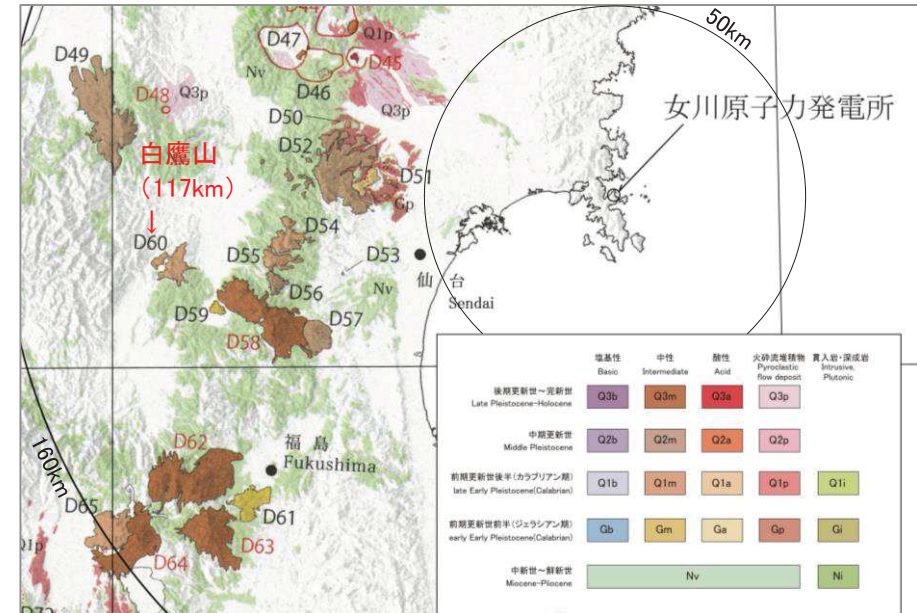 D44
D47
Q1p
50km
D49
Nv
D45
D48
Q3p
D46
Q3p
女川原子力発電所
D50
D52
白鷹山
(117km)
↓
D51
Gp
D54
D60
D55
D53
仙台
Sendai
D56
Nv
D59
D57
D58
塩基性 中性 酸性 火砕流堆積物 貫入岩・深成岩
Basic Intermediate Acid Pyroclastic flow deposit Intrusive, Plutonic
後期更新世~完新世
Late Pleistocene-Holocene
Q3b Q3m Q3a Q3p
中期更新世
Middle Pleistocene
Q2b Q2m Q2a Q2p
前期更新世後半(カラブリアン期)
late Early Pleistocene(Calabrian)
Q1b Q1m Q1a Q1p Q1i
前期更新世前半(ジェラシアン期)
early Early Pleistocene(Calabrian)
Gb Gm Ga Gp Gi
中新世~鮮新世
Miocene-Pliocene
Nv Ni
160km
D62
福島
Fukushima
D65
D61
Q1p
D63
D64
D72